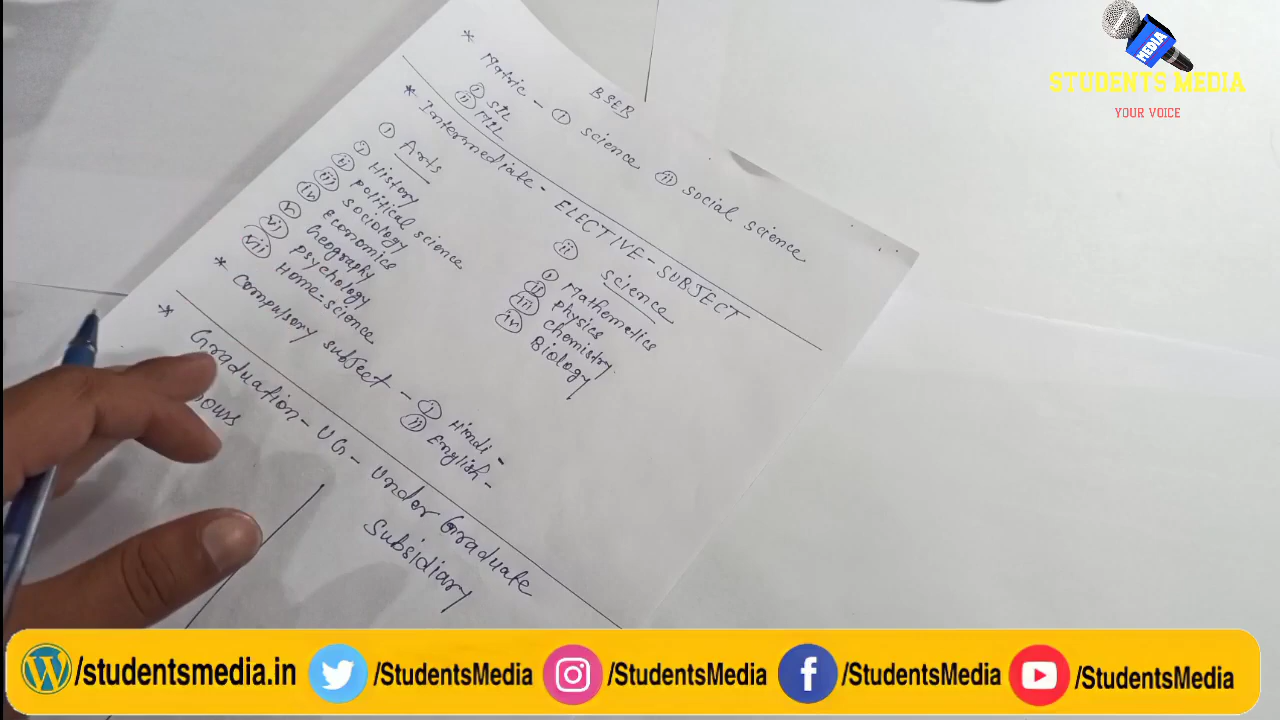 BSEB
* Matric - i science ii social science
i SIL
ii MIL
* Intermediate - ELECTIVE - SUBJECT
i Arts
i History
ii political science
iii sociology
iv Economics
v Geography
vi psychology
vii Home-science
ii science
i Mathemetics
ii physics
iii chemistry
iv Biology
* Compulsory subject - i Hindi -
ii English -
* Graduation - UG - Under Graduate
Subsidiary
MEDIA
STUDENTS MEDIA
YOUR VOICE
/studentsmedia.in /StudentsMedia /StudentsMedia /StudentsMedia /StudentsMedia